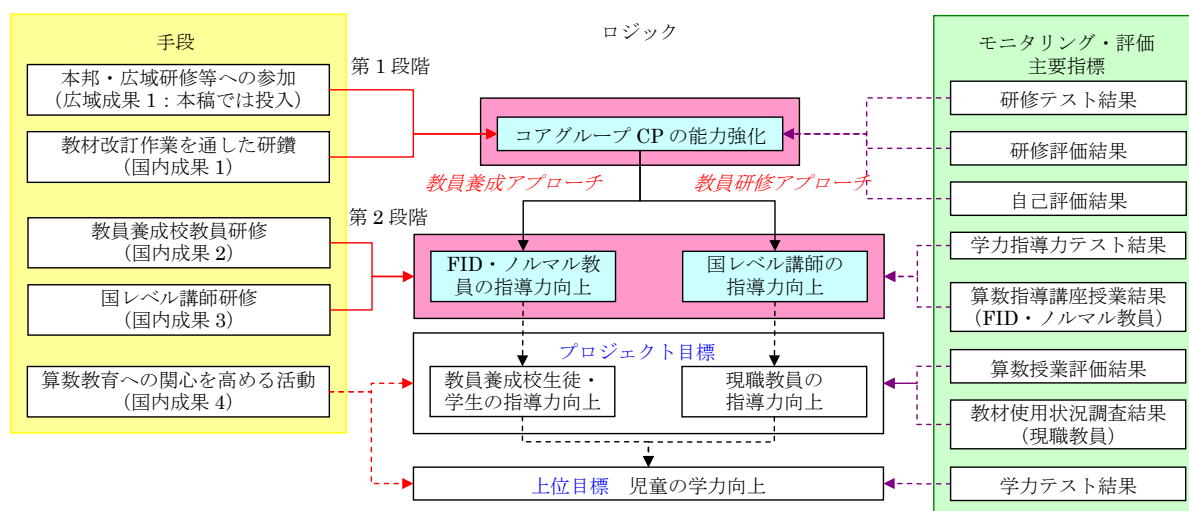 手段
本邦・広域研修等への参加
（広域成果 1：本稿では投入）
教材改訂作業を通した研鑽
（国内成果 1）
教員養成校教員研修
（国内成果 2）
国レベル講師研修
（国内成果 3）
算数教育への関心を高める活動
（国内成果 4）
ロジック
第 1 段階
コアグループ CP の能力強化
教員養成アプローチ
教員研修アプローチ
第 2 段階
FID・ノルマル教
員の指導力向上
国レベル講師の
指導力向上
プロジェクト目標
教員養成校生徒・
学生の指導力向上
現職教員の
指導力向上
上位目標　児童の学力向上
モニタリング・評価
主要指標
研修テスト結果
研修評価結果
自己評価結果
学力指導力テスト結果
算数指導講座授業結果
（FID・ノルマル教員）
算数授業評価結果
教材使用状況調査結果
（現職教員）
学力テスト結果